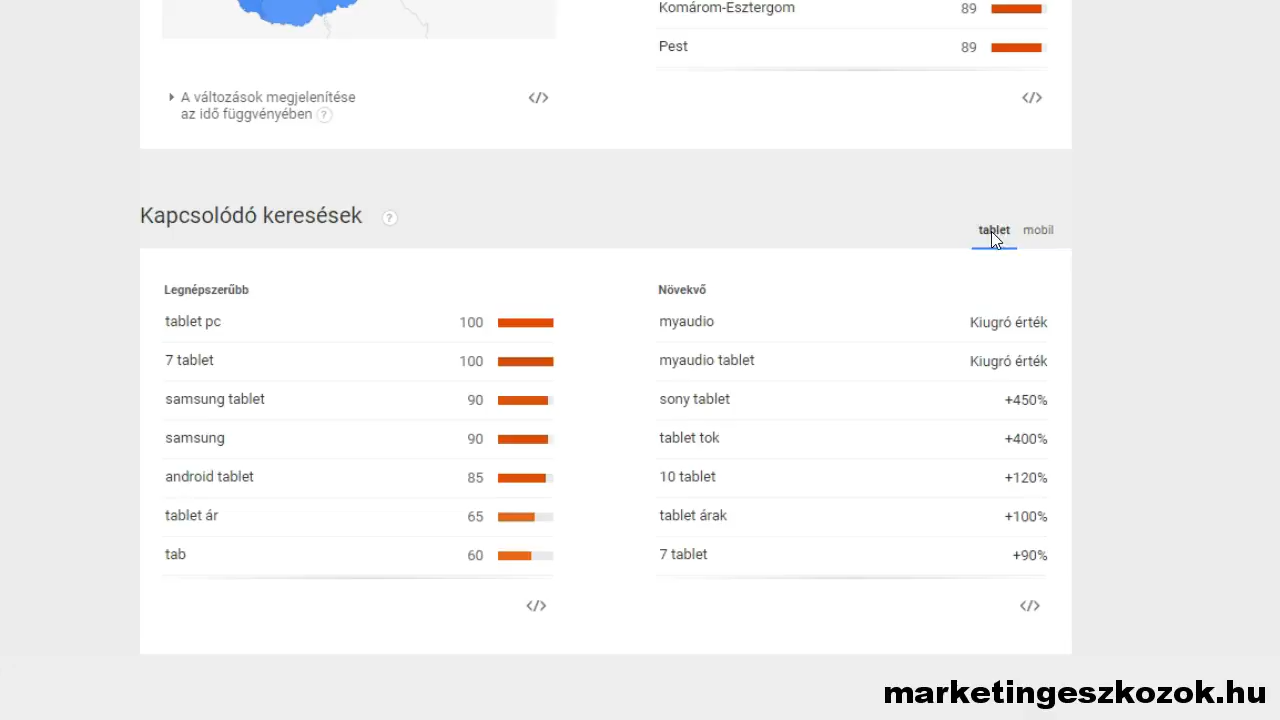 Komárom-Esztergom 89
Pest 89
A változások megjelenítése
az idő függvényében ?
</>
</>
Kapcsolódó keresések ?
tablet mobil
Legnépszerűbb
tablet pc 100
7 tablet 100
samsung tablet 90
samsung 90
android tablet 85
tablet ár 65
tab 60
</>
Növekvő
myaudio Kiugró érték
myaudio tablet Kiugró érték
sony tablet +450%
tablet tok +400%
10 tablet +120%
tablet árak +100%
7 tablet +90%
</>
marketingeszkozok.hu